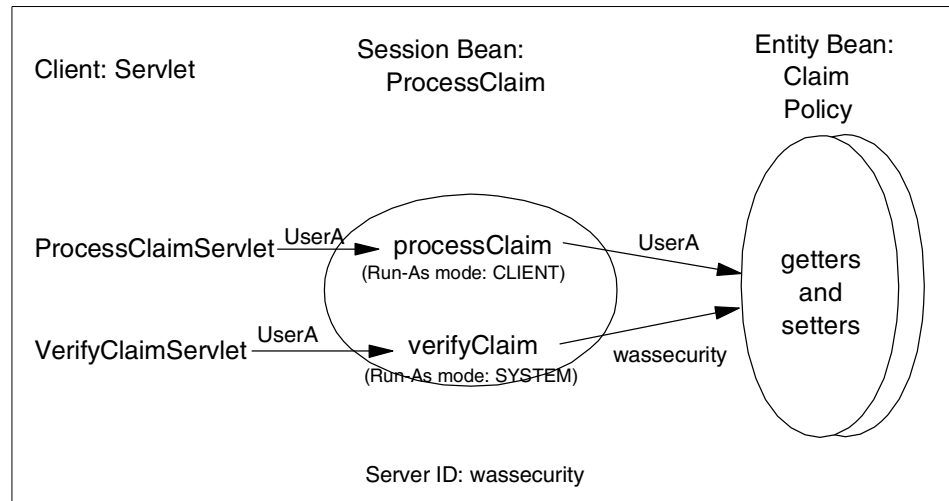 Client: Servlet
Session Bean:
ProcessClaim
Entity Bean:
Claim
Policy
ProcessClaimServlet
UserA
processClaim
(Run-As mode: CLIENT)
UserA
getters
and
setters
VerifyClaimServlet
UserA
verifyClaim
(Run-As mode: SYSTEM)
wassecurity
Server ID: wassecurity